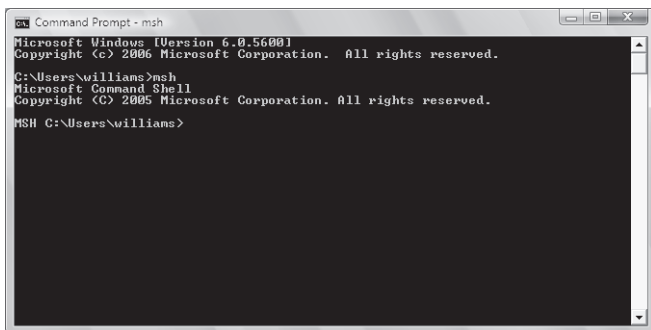 Command Prompt - msh
Microsoft Windows [Version 6.0.5600]
Copyright (c) 2006 Microsoft Corporation.  All rights reserved.
C:\Users\williams>msh
Microsoft Command Shell
Copyright (C) 2005 Microsoft Corporation. All rights reserved.
MSH C:\Users\williams>